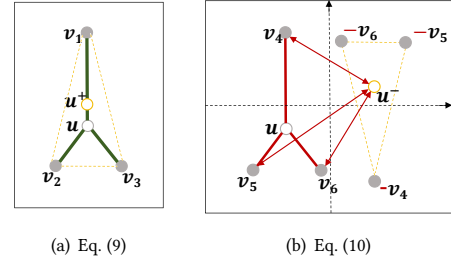 v1
u+
u
v2
v3
(a) Eq. (9)
v4
-v6
-v5
u-
u
v5
v6
-v4
(b) Eq. (10)